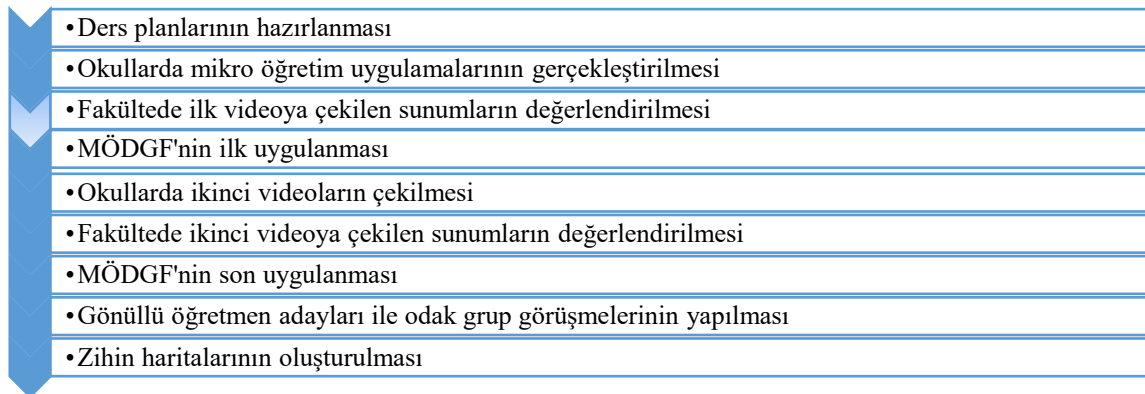 •Ders planlarının hazırlanması
•Okullarda mikro öğretim uygulamalarının gerçekleştirilmesi
•Fakültede ilk videoya çekilen sunumların değerlendirilmesi
•MÖDGF'nin ilk uygulanması
•Okullarda ikinci videoların çekilmesi
•Fakültede ikinci videoya çekilen sunumların değerlendirilmesi
•MÖDGF'nin son uygulanması
•Gönüllü öğretmen adayları ile odak grup görüşmelerinin yapılması
•Zihin haritalarının oluşturulması